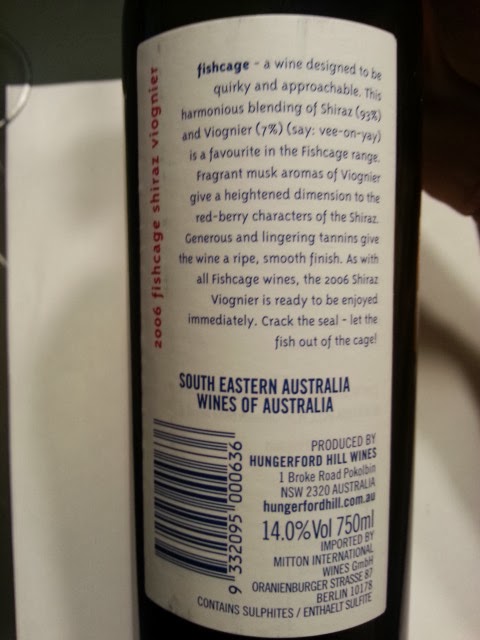 2006 fishcage shiraz viognier
fishcage - a wine designed to be
quirky and approachable. This
harmonious blending of Shiraz (93%)
and Viognier (7%) (say: vee-on-yay)
is a favourite in the Fishcage range.
Fragrant musk aromas of Viognier
give a heightened dimension to the
red-berry characters of the Shiraz.
Generous and lingering tannins give
the wine a ripe, smooth finish. As with
all Fishcage wines, the 2006 Shiraz
Viognier is ready to be enjoyed
immediately. Crack the seal - let the
fish out of the cage!
SOUTH EASTERN AUSTRALIA
WINES OF AUSTRALIA
9 332095 000636
PRODUCED BY
HUNGERFORD HILL WINES
1 Broke Road Pokolbin
NSW 2320 AUSTRALIA
hungerfordhill.com.au
14.0%Vol 750ml
IMPORTED BY
MITTON INTERNATIONAL
WINES GmbH
ORANIENBURGER STRASSE 87
BERLIN 10178
CONTAINS SULPHITES / ENTHAELT SULFITE